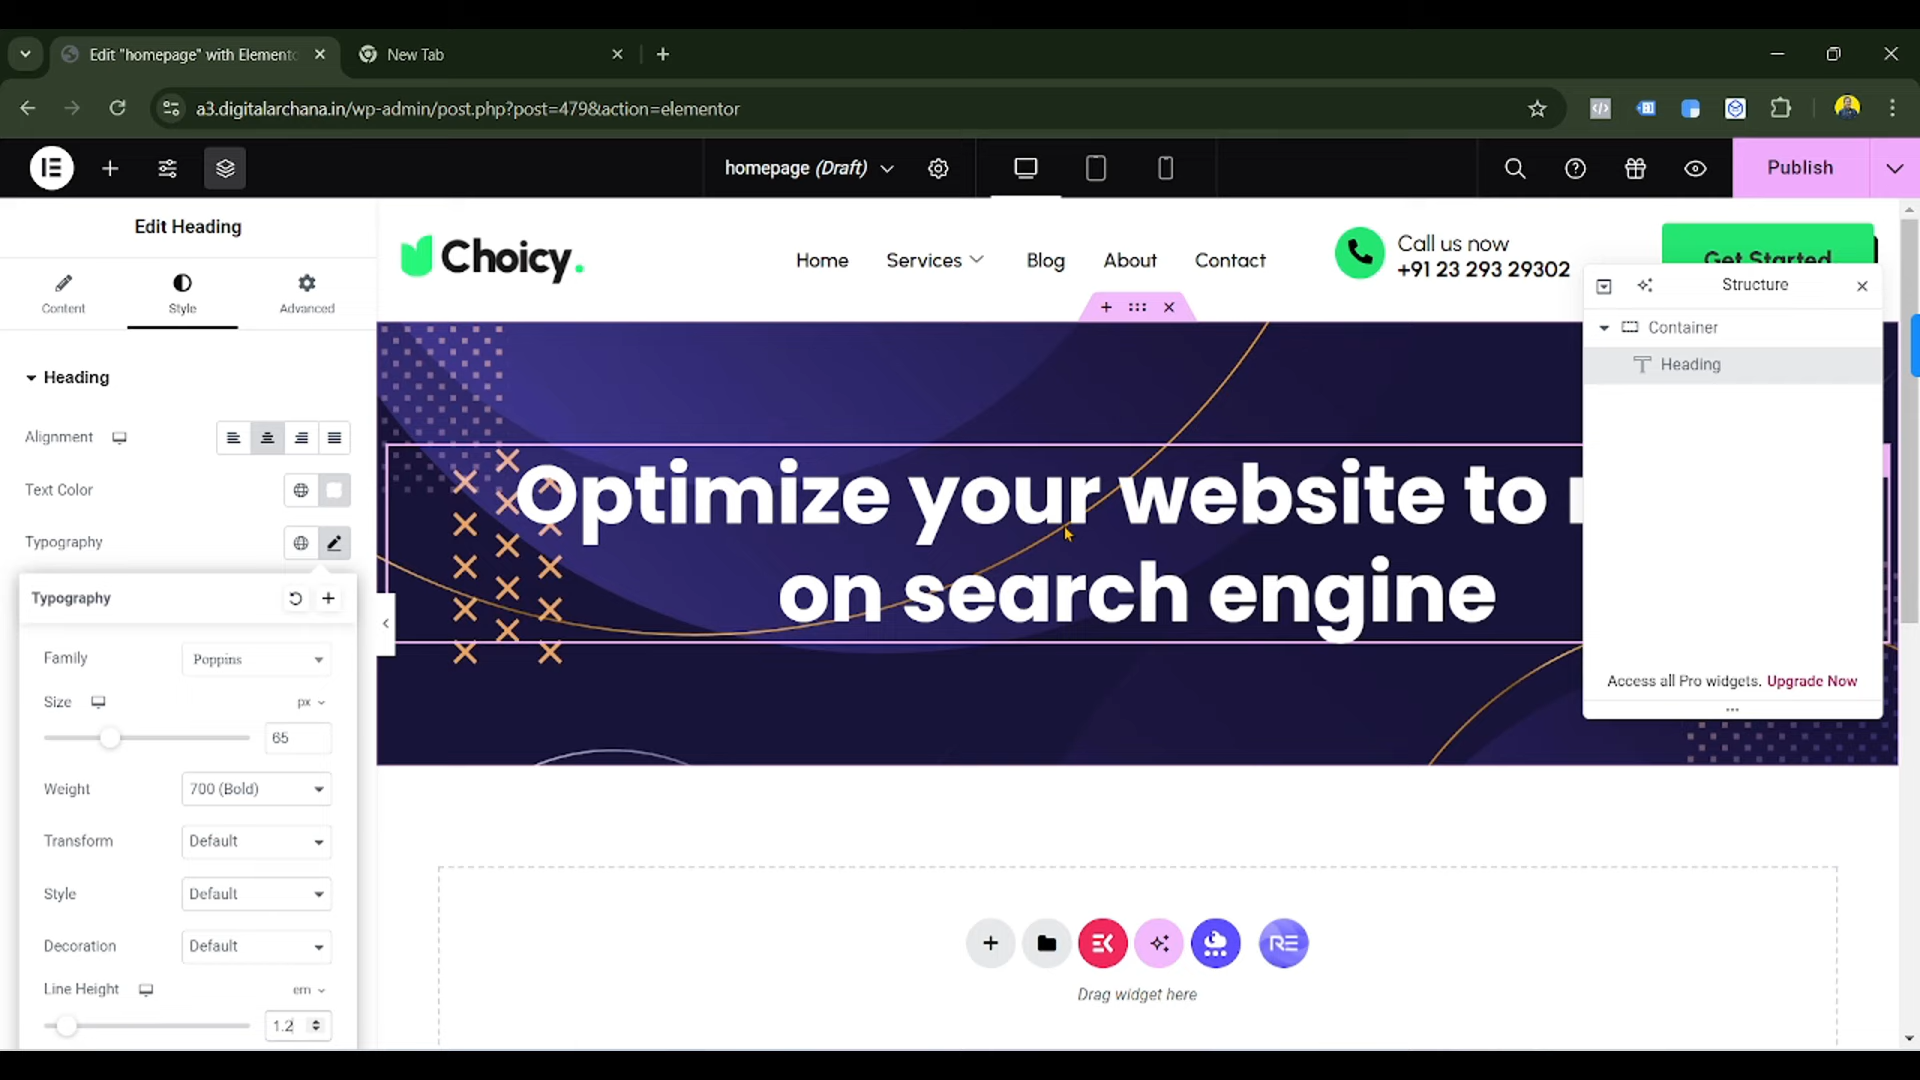 Edit "homepage" with Elemento
New Tab
a3.digitalarchana.in/wp-admin/post.php?post=479&action=elementor
homepage (Draft)
Publish
Edit Heading
Content
Style
Advanced
Heading
Alignment
Text Color
Typography
Typography
Family
Poppins
Size
px
65
Weight
700 (Bold)
Transform
Default
Style
Default
Decoration
Default
Line Height
em
1.2
Choicy.
Home
Services
Blog
About
Contact
Call us now
+91 23 293 29302
Get Started
Optimize your website to
on search engine
Structure
Container
Heading
Access all Pro widgets. Upgrade Now
Drag widget here